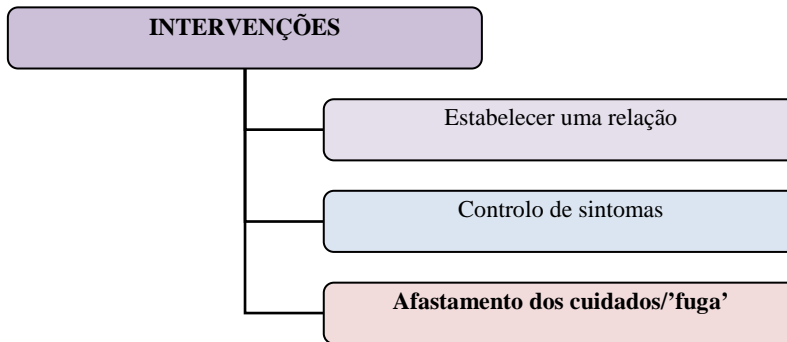 INTERVENÇÕES
Estabelecer uma relação
Controlo de sintomas
Afastamento dos cuidados/’fuga’